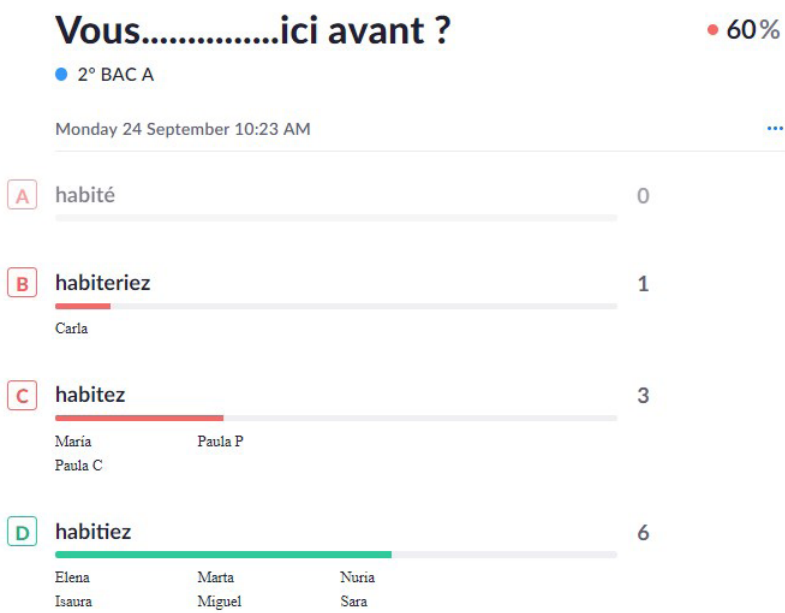 Vous...............ici avant ? 60%
2° BAC A
Monday 24 September 10:23 AM
A habité 0
B habiteriez 1
Carla
C habitez 3
María Paula P
Paula C
D habitiez 6
Elena Marta Nuria
Isaura Miguel Sara